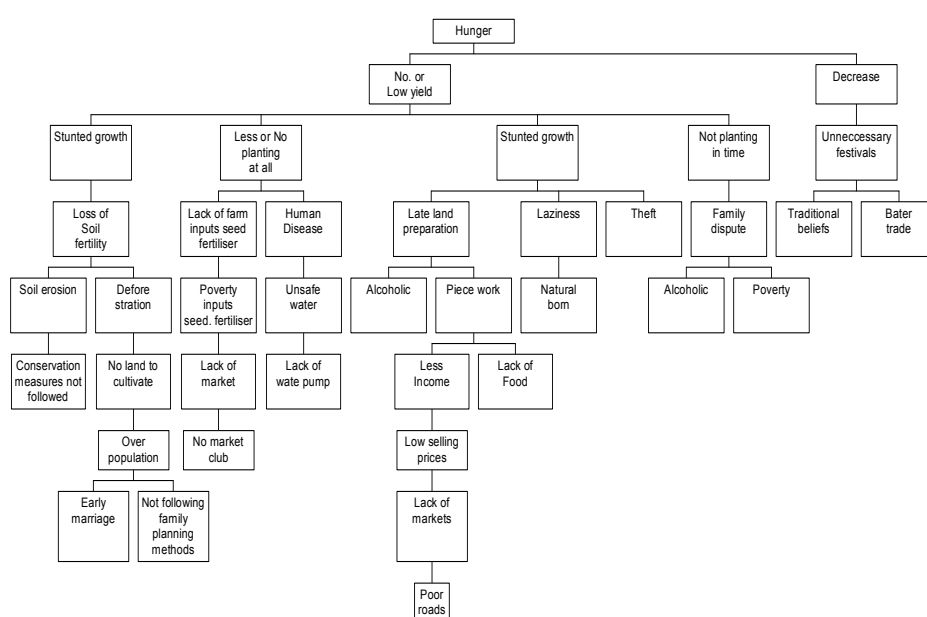 Hunger
No. or
Low yield
Decrease
Stunted growth
Less or No
planting
at all
Stunted growth
Not planting
in time
Unneccessary
festivals
Loss of
Soil
fertility
Lack of farm
inputs seed
fertiliser
Human
Disease
Late land
preparation
Laziness
Theft
Family
dispute
Traditional
beliefs
Bater
trade
Soil erosion
Defore
stration
Poverty
inputs
seed. fertiliser
Unsafe
water
Alcoholic
Piece work
Natural
born
Alcoholic
Poverty
Conservation
measures not
followed
No land to
cultivate
Lack of
market
Lack of
wate pump
Less
Income
Lack of
Food
Over
population
No market
club
Low selling
prices
Early
marriage
Not following
family
planning
methods
Lack of
markets
Poor
roads